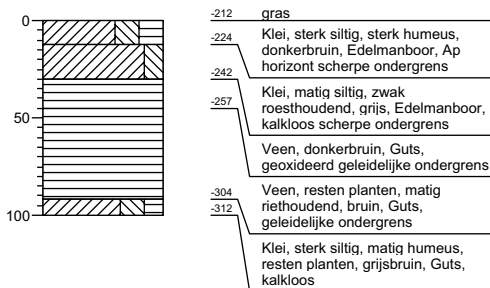 0
50
100
-212 gras
-224 Klei, sterk siltig, sterk humeus,
donkerbruin, Edelmanboor, Ap
horizont scherpe ondergrens
-242 Klei, matig siltig, zwak
roesthoudend, grijs, Edelmanboor,
kalkloos scherpe ondergrens
-257
Veen, donkerbruin, Guts,
geoxideerd geleidelijke ondergrens
-304 Veen, resten planten, matig
riethoudend, bruin, Guts,
geleidelijke ondergrens
-312
Klei, sterk siltig, matig humeus,
resten planten, grijsbruin, Guts,
kalkloos